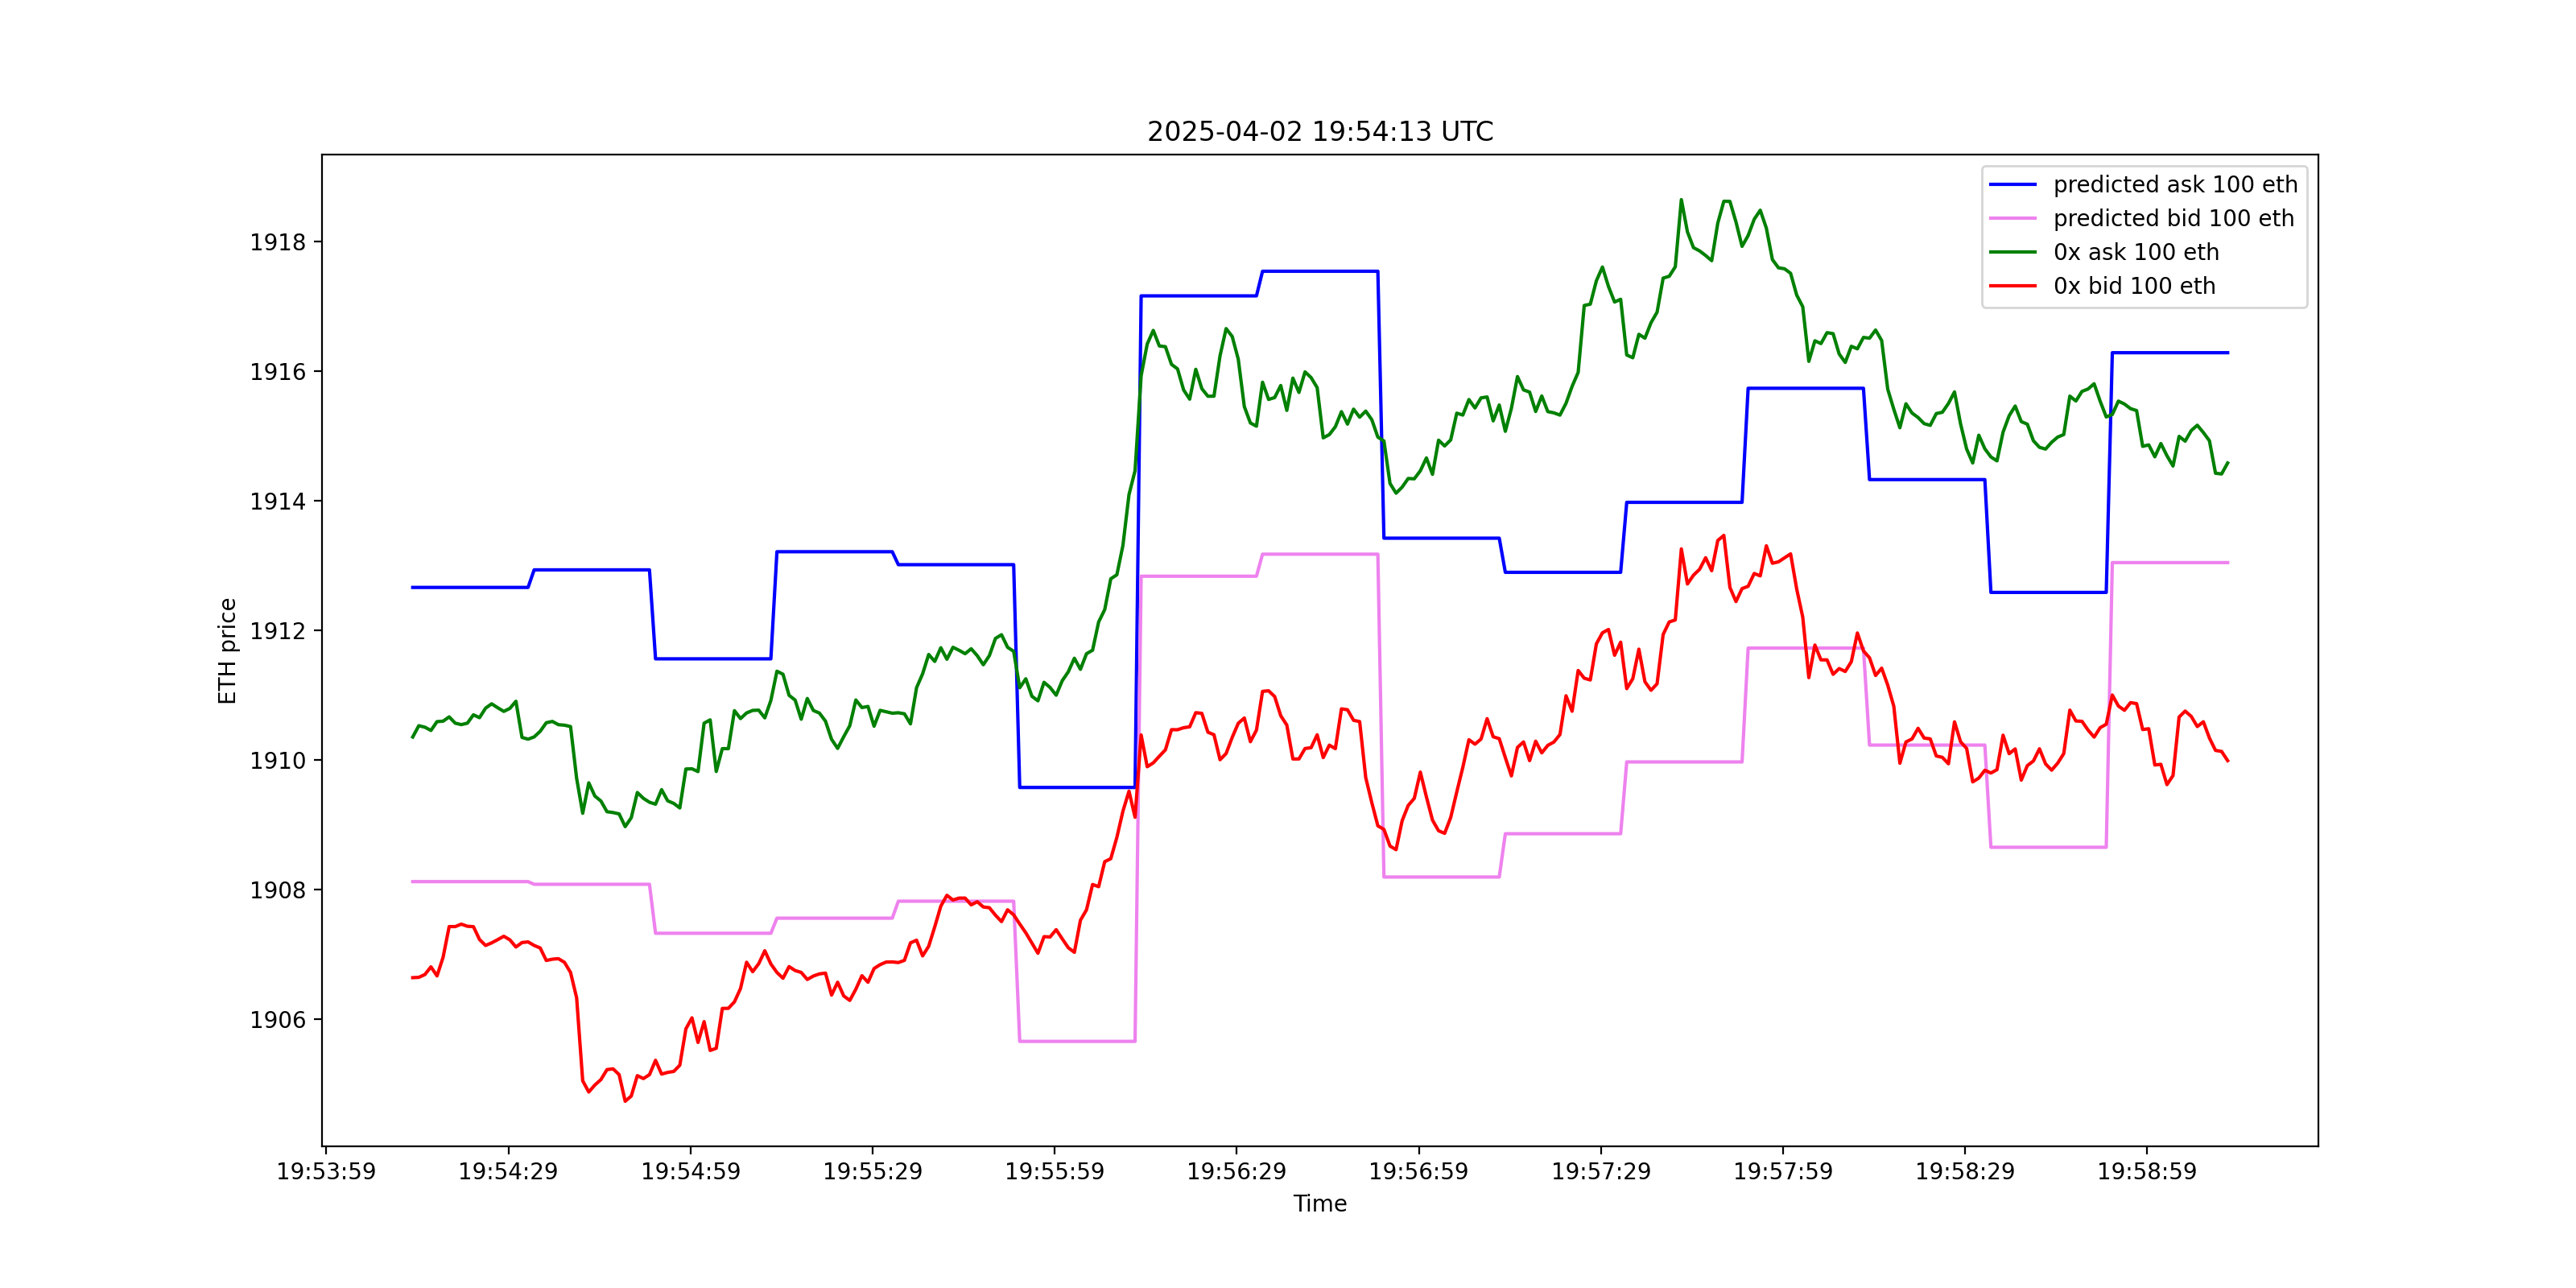 2025-04-02 19:54:13 UTC
predicted ask 100 eth
predicted bid 100 eth
0x ask 100 eth
0x bid 100 eth
ETH price
1918
1916
1914
1912
1910
1908
1906
19:53:59 19:54:29 19:54:59 19:55:29 19:55:59 19:56:29 19:56:59 19:57:29 19:57:59 19:58:29 19:58:59
Time